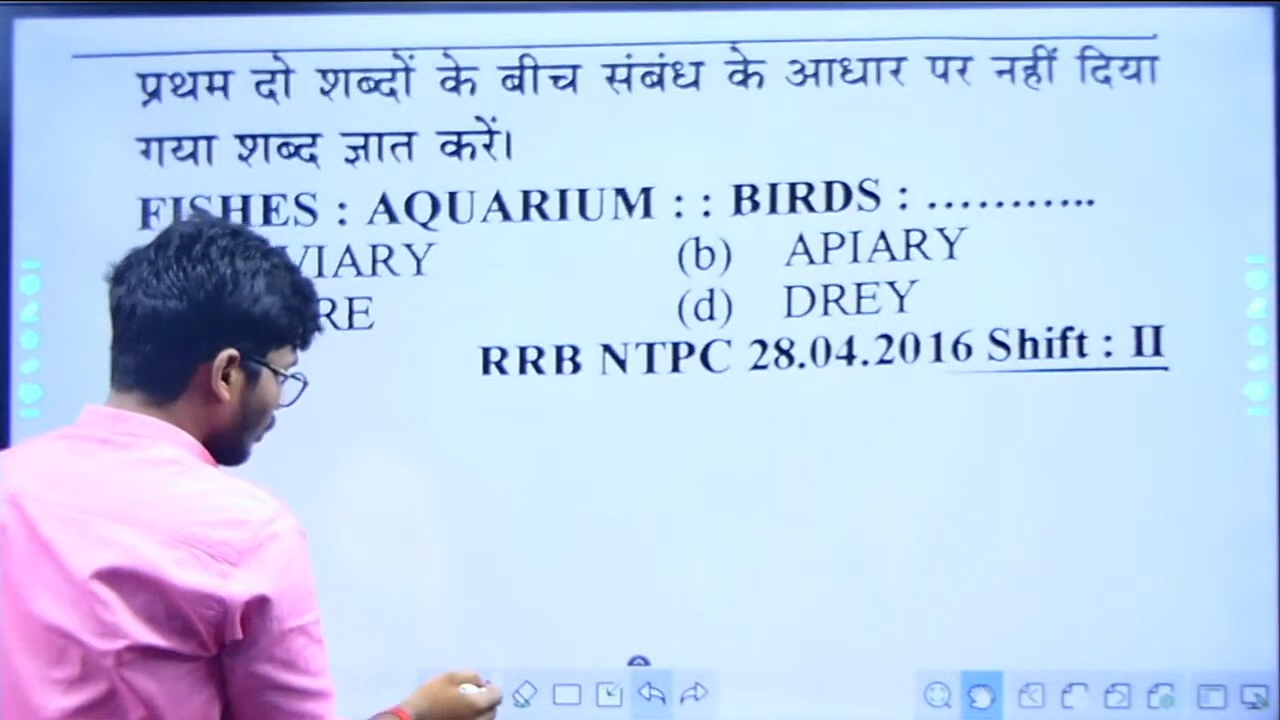 प्रथम दो शब्दों के बीच संबंध के आधार पर नहीं दिया
गया शब्द ज्ञात करें।
FISHES : AQUARIUM : : BIRDS : ...........
VIARY (b) APIARY
RE (d) DREY
RRB NTPC 28.04.2016 Shift : II